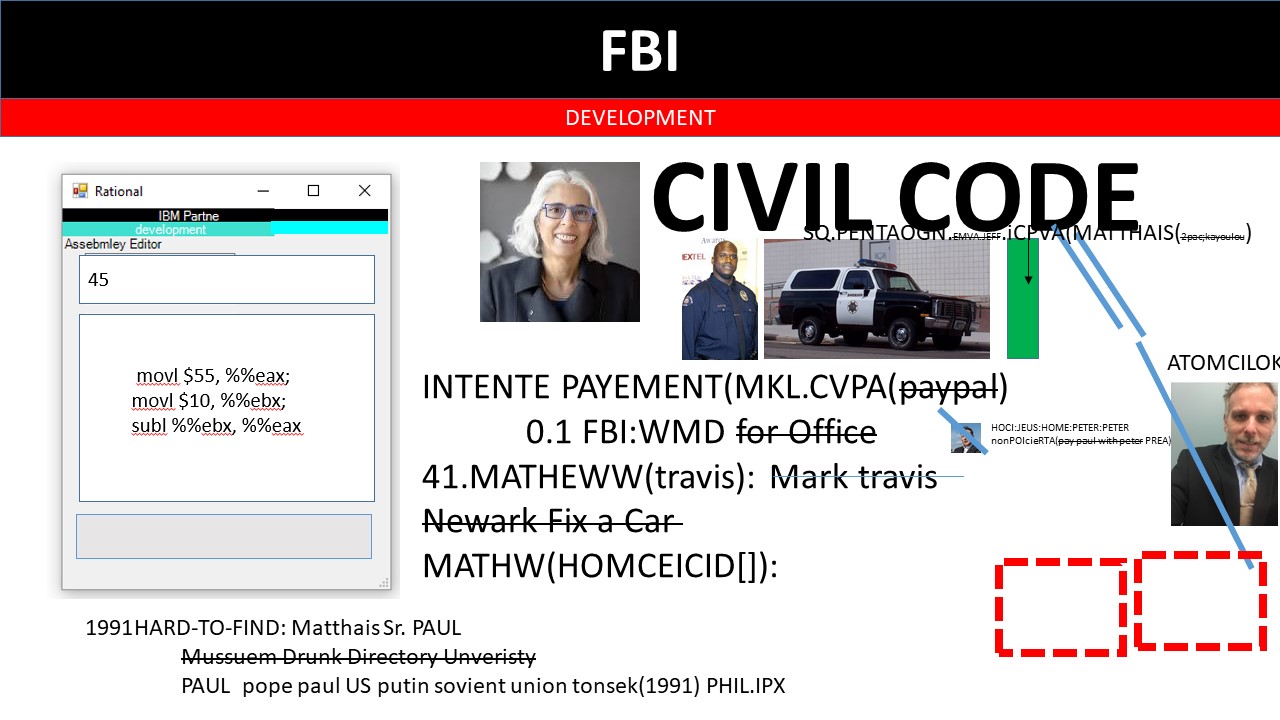 FBI
DEVELOPMENT
CIVIL CODE
SQ.PENTAOGN.EMVA.JEFF.iCPVA(MATTHAIS(2pac;kayoulou)
Rational
IBM Partne
development
Assebmley Editor
45
movl $55, %%eax;
movl $10, %%ebx;
subl %%ebx, %%eax
Awards
EXTEL
ATOMCILOK
INTENTE PAYEMENT(MKL.CVPA(paypal)
0.1 FBI:WMD for Office
41.MATHEWW(travis): Mark travis
Newark Fix a Car
MATHW(HOMCEICID[]):
HOCI:JEUS:HOME:PETER:PETER
nonPOIcieRTA(pay paul with peter PREA)
1991HARD-TO-FIND: Matthais Sr. PAUL
Mussuem Drunk Directory Unveristy
PAUL pope paul US putin sovient union tonsek(1991) PHIL.IPX